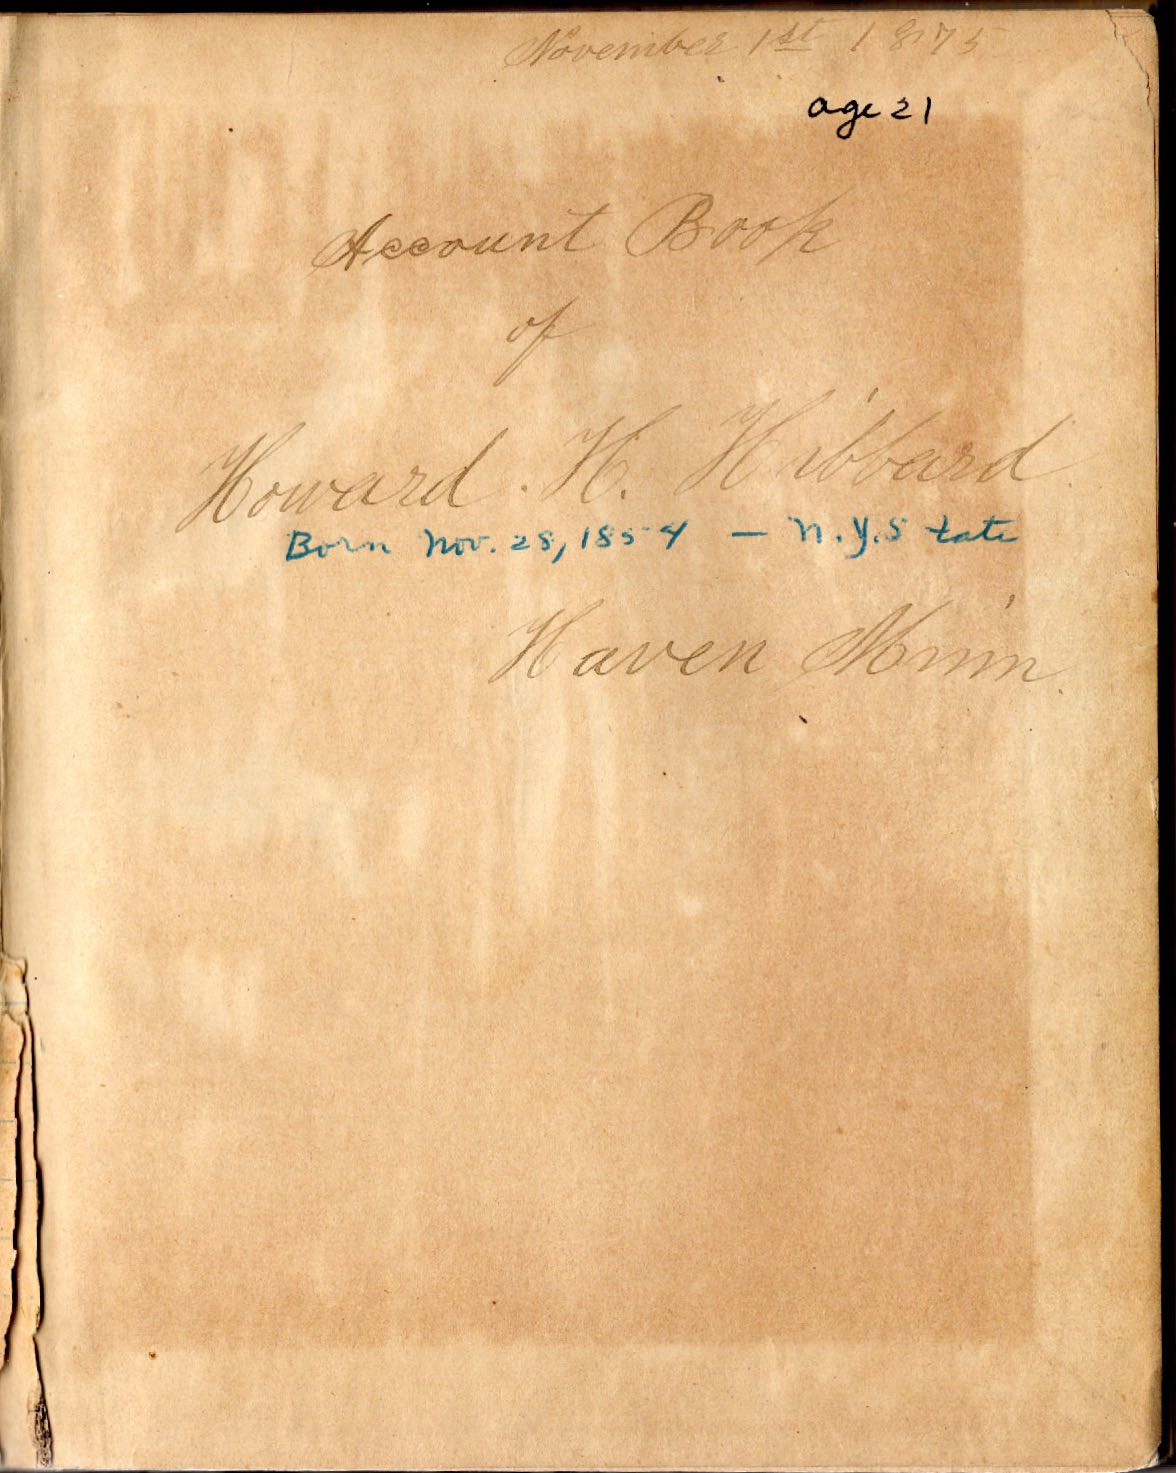 November 1st 1875
age 21
Account Book
of
Howard. H. Hibbard.
Born Nov. 28, 1854 — N.Y. State
Haven Minn.